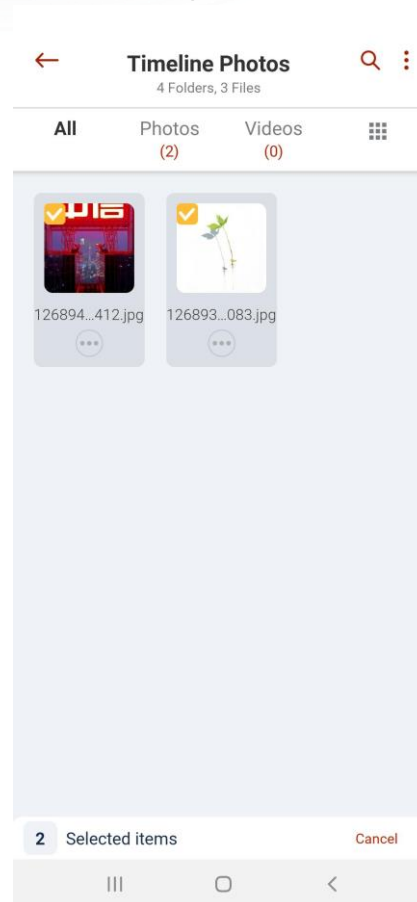 Timeline Photos
4 Folders, 3 Files
All
Photos
(2)
Videos
(0)
126894...412.jpg
126893...083.jpg
2 Selected items
Cancel